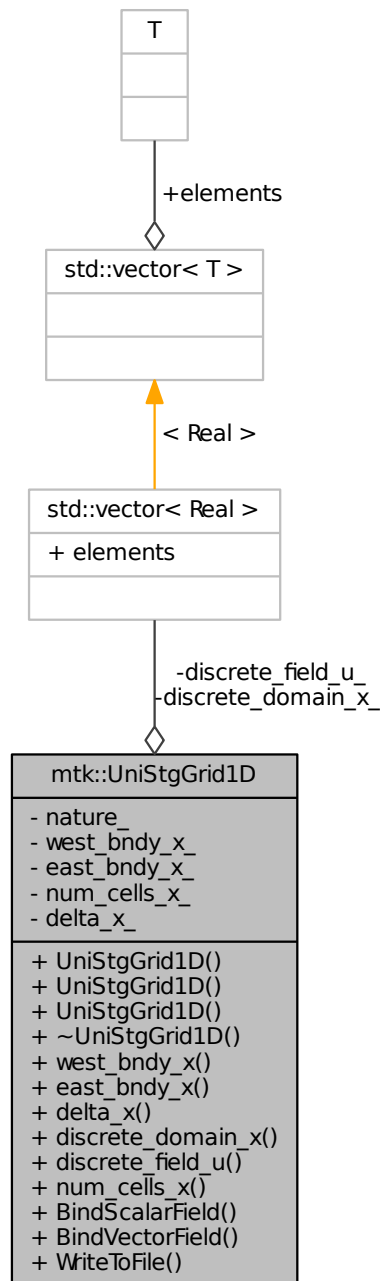 T
+elements
std::vector< T >
< Real >
std::vector< Real >
+ elements
-discrete_field_u_
-discrete_domain_x_
mtk::UniStgGrid1D
- nature_
- west_bndy_x_
- east_bndy_x_
- num_cells_x_
- delta_x_
+ UniStgGrid1D()
+ UniStgGrid1D()
+ UniStgGrid1D()
+ ~UniStgGrid1D()
+ west_bndy_x()
+ east_bndy_x()
+ delta_x()
+ discrete_domain_x()
+ discrete_field_u()
+ num_cells_x()
+ BindScalarField()
+ BindVectorField()
+ WriteToFile()